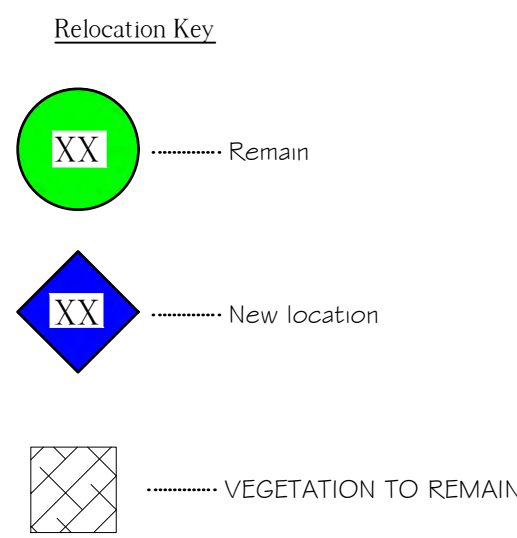 Relocation Key
XX Remain
XX New location
VEGETATION TO REMAIN